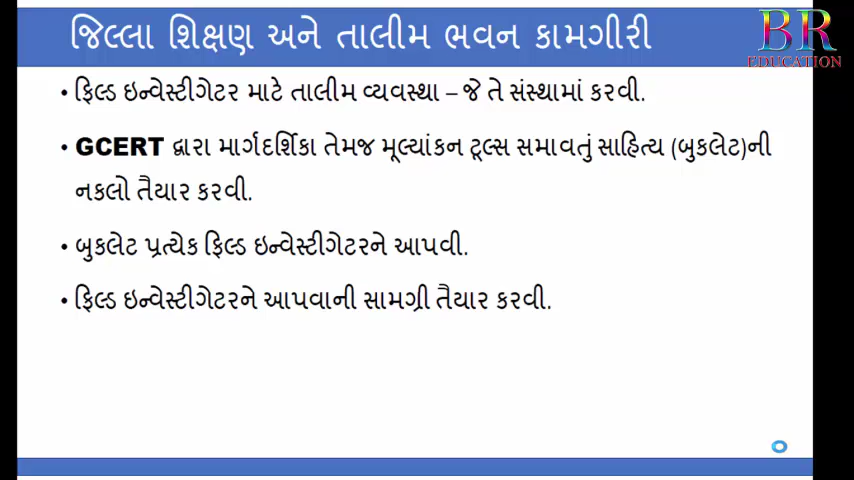 જિલ્લા શિક્ષણ અને તાલીમ ભવન કામગીરી
BR
EDUCATION
• ફિલ્ડ ઇન્વેસ્ટીગેટર માટે તાલીમ વ્યવસ્થા – જે તે સંસ્થામાં કરવી.
• GCERT દ્વારા માર્ગદર્શિકા તેમજ મૂલ્યાંકન ટૂલ્સ સમાવતું સાહિત્ય (બુકલેટ)ની
નકલો તૈયાર કરવી.
• બુકલેટ પ્રત્યેક ફિલ્ડ ઇન્વેસ્ટીગેટરને આપવી.
• ફિલ્ડ ઇન્વેસ્ટીગેટરને આપવાની સામગ્રી તૈયાર કરવી.